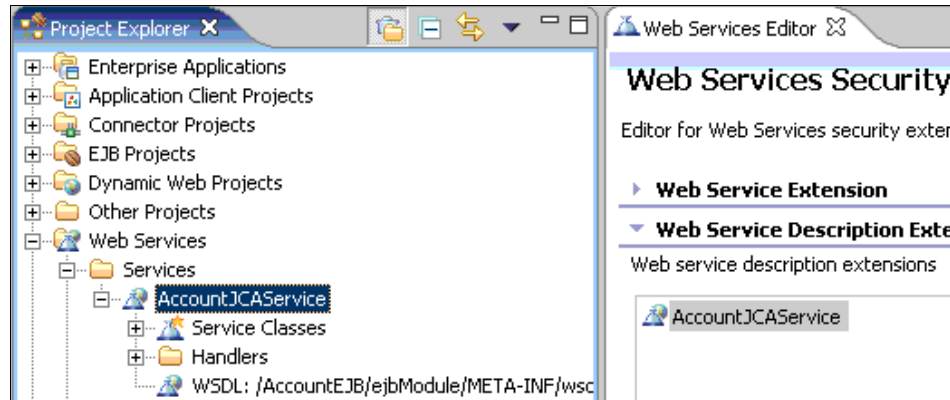 Project Explorer
Enterprise Applications
Application Client Projects
Connector Projects
EJB Projects
Dynamic Web Projects
Other Projects
Web Services
Services
AccountJCAService
Service Classes
Handlers
WSDL: /AccountEJB/ejbModule/META-INF/wsc
Web Services Editor
Web Services Security
Editor for Web Services security exter
Web Service Extension
Web Service Description Exte
Web service description extensions
AccountJCAService